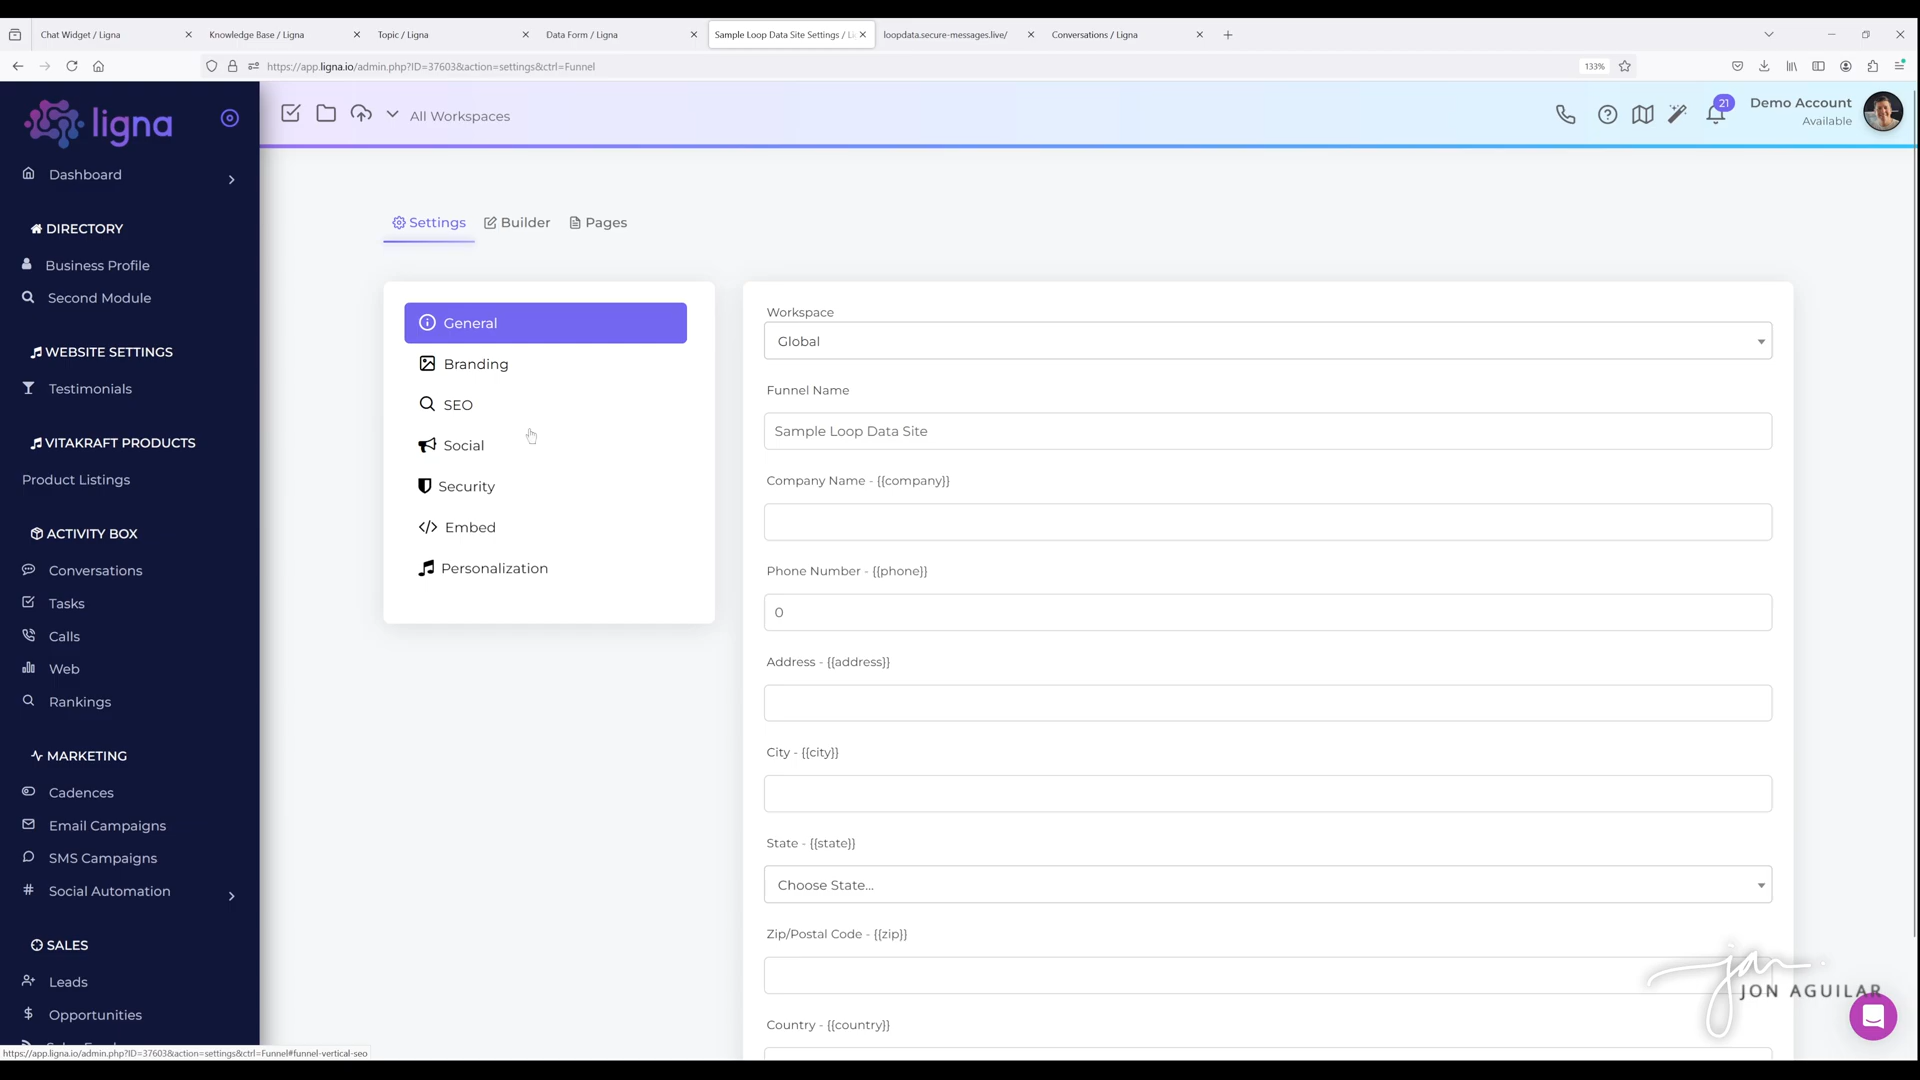 Chat Widget / Ligna
Knowledge Base / Ligna
Topic / Ligna
Data Form / Ligna
Sample Loop Data Site Settings / Li
loopdata.secure-messages.live/
Conversations / Ligna
https://app.ligna.io/admin.php?ID=37603&action=settings&ctrl=Funnel
133%
ligna
All Workspaces
21
Demo Account
Available
Dashboard
DIRECTORY
Business Profile
Second Module
WEBSITE SETTINGS
Testimonials
VITAKRAFT PRODUCTS
Product Listings
ACTIVITY BOX
Conversations
Tasks
Calls
Web
Rankings
MARKETING
Cadences
Email Campaigns
SMS Campaigns
Social Automation
SALES
Leads
Opportunities
https://app.ligna.io/admin.php?ID=37603&action=settings&ctrl=Funnel#funnel-vertical-seo
Settings
Builder
Pages
General
Branding
SEO
Social
Security
Embed
Personalization
Workspace
Global
Funnel Name
Sample Loop Data Site
Company Name - {{company}}
Phone Number - {{phone}}
0
Address - {{address}}
City - {{city}}
State - {{state}}
Choose State...
Zip/Postal Code - {{zip}}
Country - {{country}}
jon
JON AGUILAR